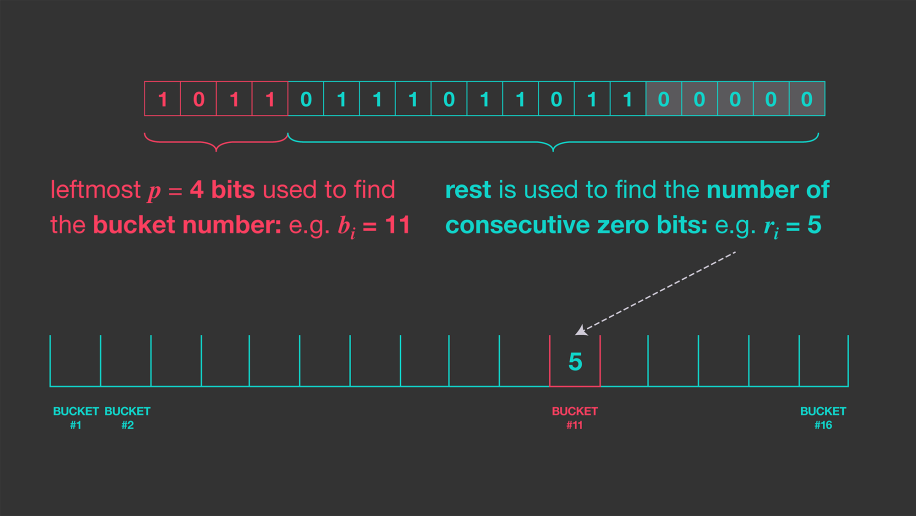 1 0 1 1 0 1 1 1 0 1 1 0 1 1 0 0 0 0 0
leftmost p = 4 bits used to find
the bucket number: e.g. bᵢ = 11
rest is used to find the number of
consecutive zero bits: e.g. rᵢ = 5
5
BUCKET
#1
BUCKET
#2
BUCKET
#11
BUCKET
#16